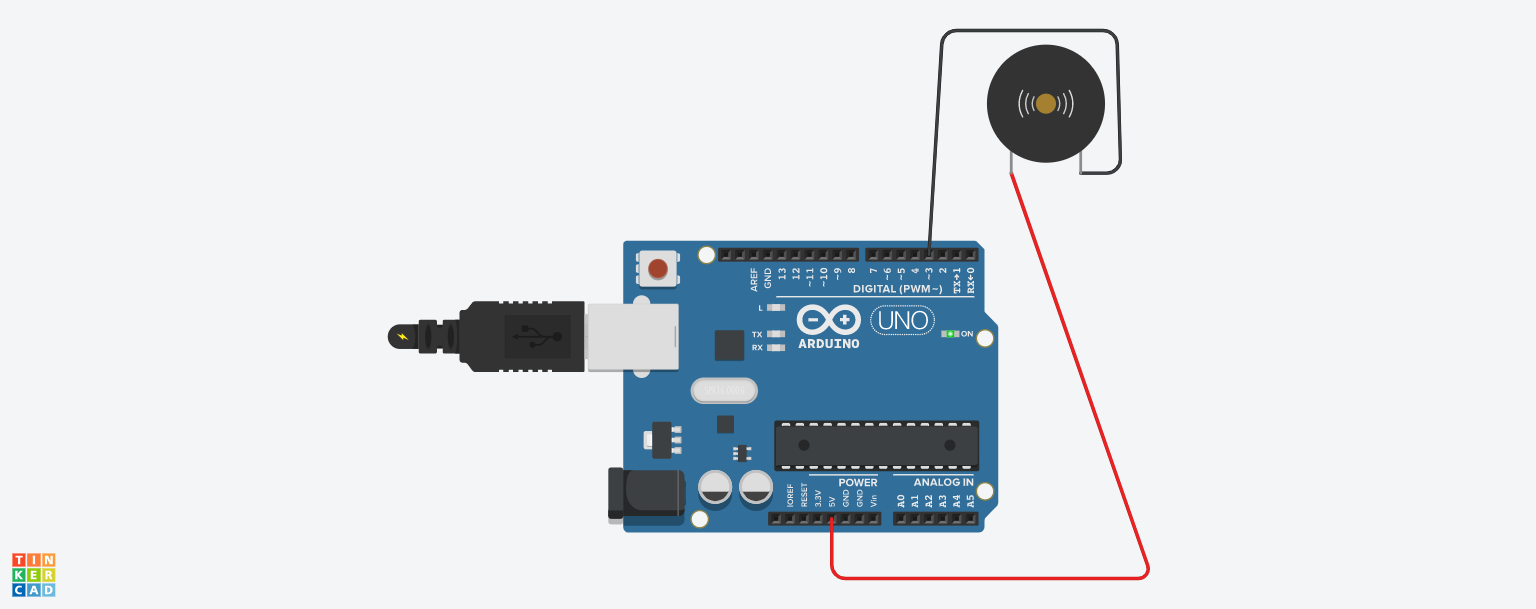 AREF
GND
13
12
~11
~10
~9
8
7
~6
~5
4
~3
2
TX→1
RX←0
DIGITAL (PWM~)
L
TX
RX
UNO
ARDUINO
ON
POWER
ANALOG IN
IOREF
RESET
3.3V
5V
GND
GND
Vin
A0
A1
A2
A3
A4
A5
TIN
KER
CAD